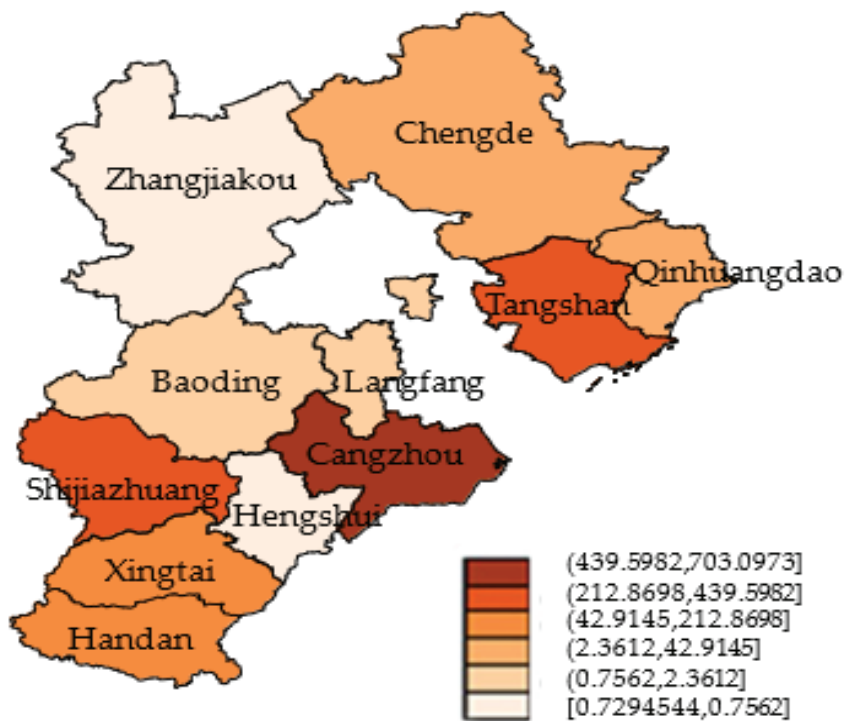 Chengde
Zhangjiakou
Qinhuangdao
Tangshan
Baoding
Langfang
Cangzhou
Shijiazhuang
Hengshui
Xingtai
Handan
(439.5982,703.0973]
(212.8698,439.5982]
(42.9145,212.8698]
(2.3612,42.9145]
(0.7562,2.3612]
[0.7294544,0.7562]